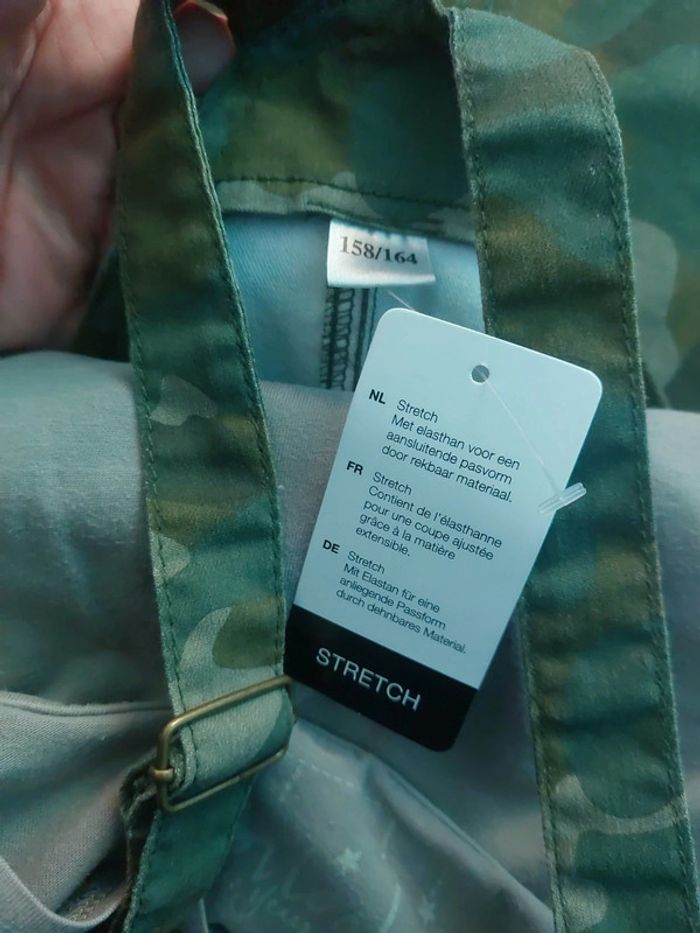 158/164
NL Stretch
Met elasthan voor een
aansluitende pasvorm
door rekbaar materiaal.
FR Stretch
Contient de l'élasthanne
pour une coupe ajustée
grâce à la matière
extensible.
DE Stretch
Mit Elastan für eine
anliegende Passform
durch dehnbares Material.
STRETCH